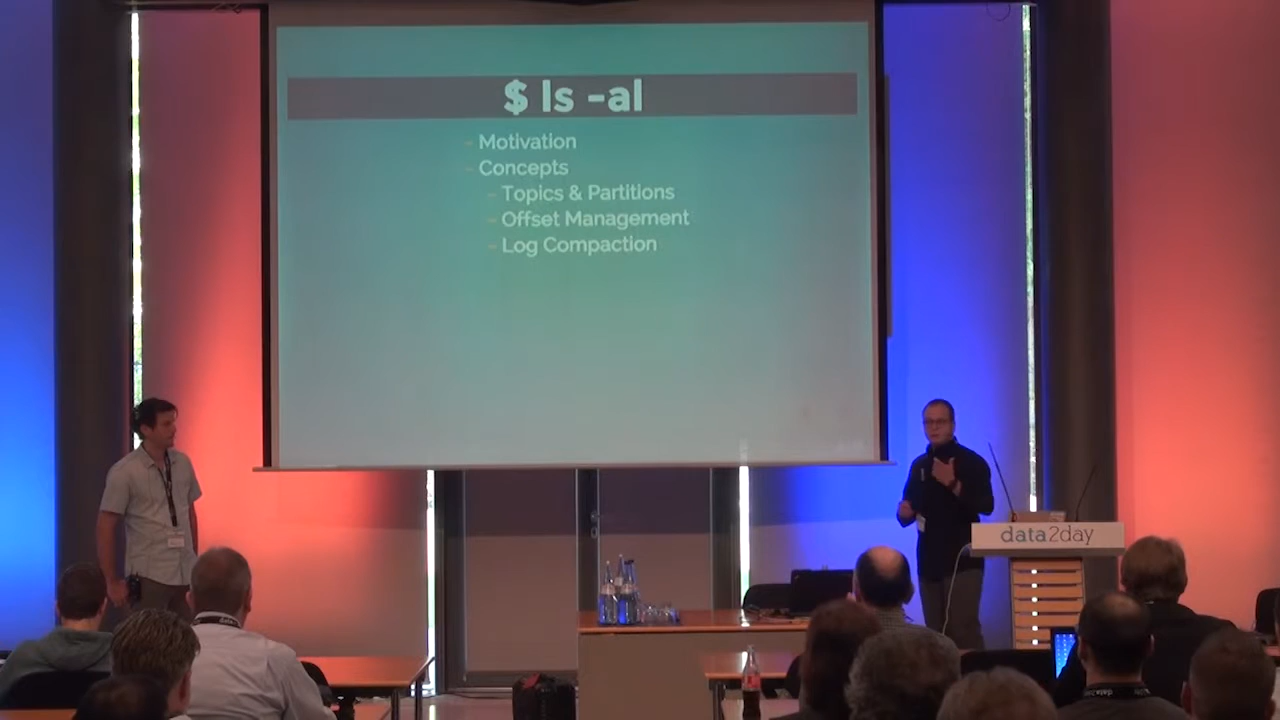 $ ls -al
- Motivation
- Concepts
- Topics & Partitions
- Offset Management
- Log Compaction
data2day